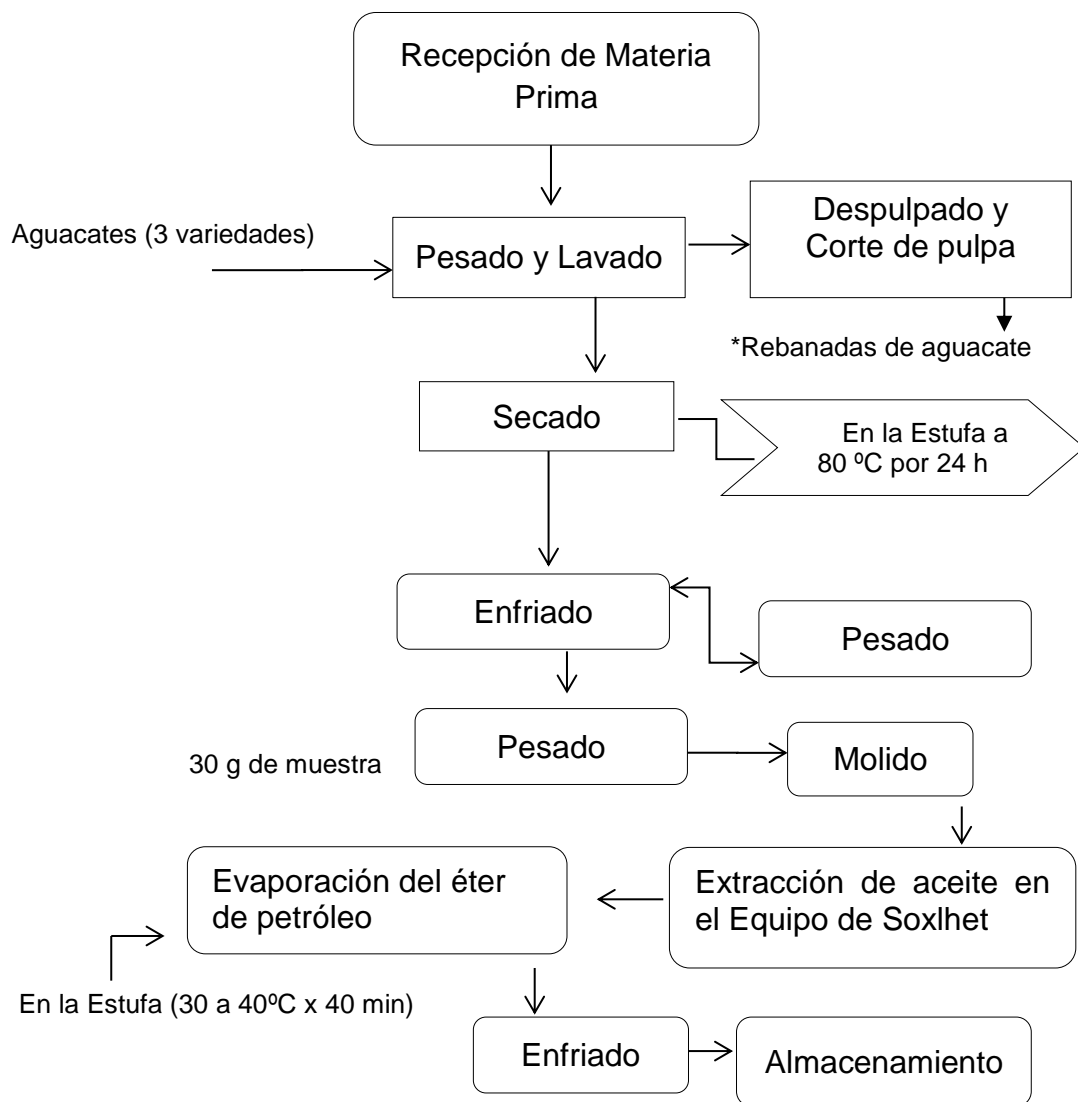 Recepción de Materia
Prima
Despulpado y
Corte de pulpa
Aguacates (3 variedades)
Pesado y Lavado
*Rebanadas de aguacate
Secado
En la Estufa a
80 ºC por 24 h
Enfriado
Pesado
Pesado
Molido
30 g de muestra
Evaporación del éter
de petróleo
Extracción de aceite en
el Equipo de Soxlhet
En la Estufa (30 a 40ºC x 40 min)
Enfriado
Almacenamiento